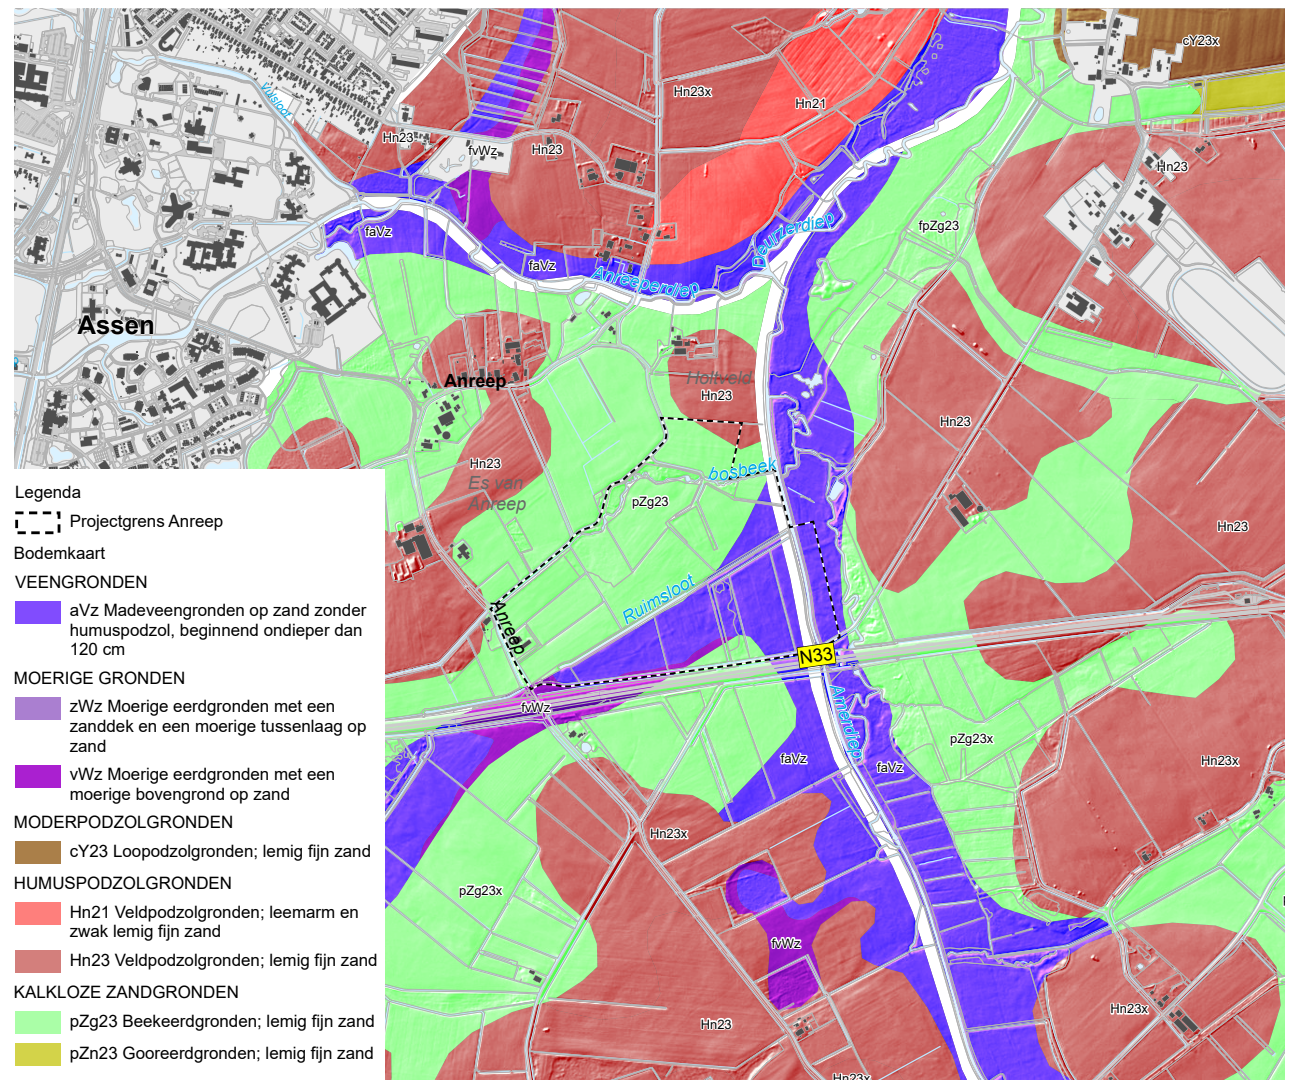 cY23x
Hn23x
Hn21
Vuilsloot
Hn23
fvWz
Hn23
Hn23
faVz
fpZg23
Deurzerdiep
faVz
Anreeperdiep
Assen
Anreep
Holtveld
Hn23
Hn23
Hn23
Es van
Anreep
bosbeek
pZg23
Hn23
Ruimsloot
Anreep
N33
fvWz
Amerdiep
pZg23x
faVz
faVz
Hn23x
Hn23x
pZg23x
fvWz
Hn23
Hn23x
Hn23x
Legenda
Projectgrens Anreep
Bodemkaart
VEENGRONDEN
aVz Madeveengronden op zand zonder
humuspodzol, beginnend ondieper dan
120 cm
MOERIGE GRONDEN
zWz Moerige eerdgronden met een
zanddek en een moerige tussenlaag op
zand
vWz Moerige eerdgronden met een
moerige bovengrond op zand
MODERPODZOLGRONDEN
cY23 Loopodzolgronden; lemig fijn zand
HUMUSPODZOLGRONDEN
Hn21 Veldpodzolgronden; leemarm en
zwak lemig fijn zand
Hn23 Veldpodzolgronden; lemig fijn zand
KALKLOZE ZANDGRONDEN
pZg23 Beekeerdgronden; lemig fijn zand
pZn23 Gooreerdgronden; lemig fijn zand